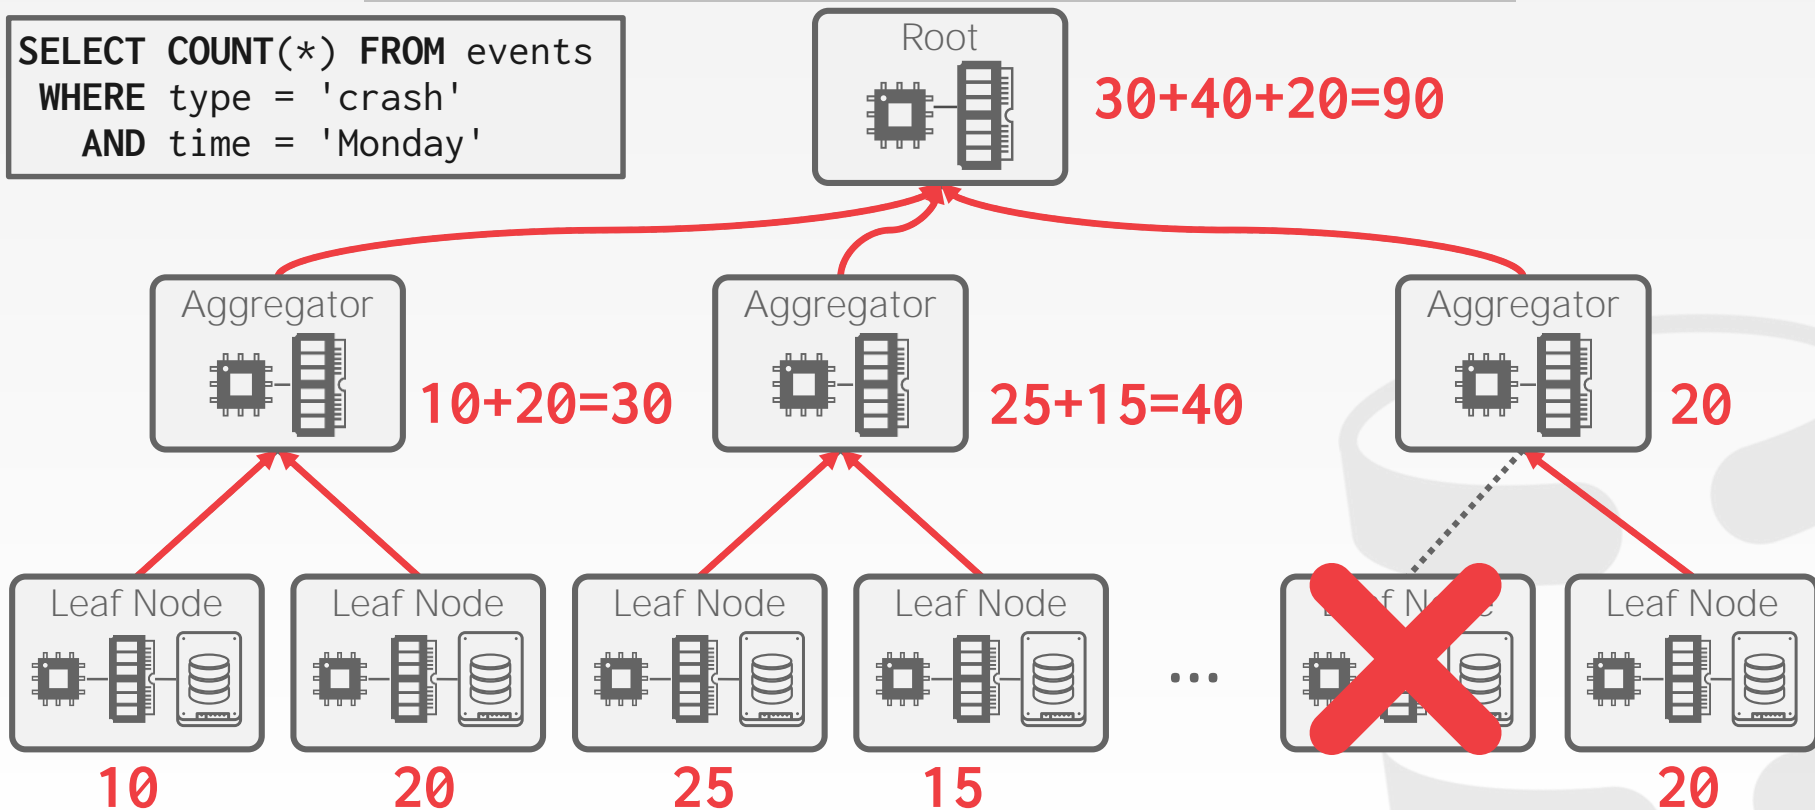 SELECT COUNT(*) FROM events
WHERE type = 'crash'
AND time = 'Monday'
Root
30+40+20=90
Aggregator
10+20=30
Aggregator
25+15=40
Aggregator
20
Leaf Node
Leaf Node
Leaf Node
Leaf Node
...
Leaf Node
10
20
25
15
20